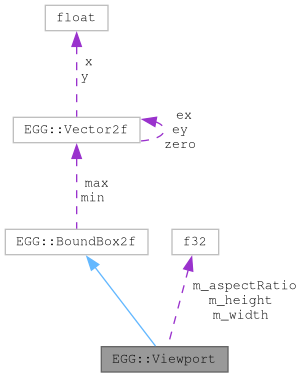 float
x
y
EGG::Vector2f
ex
ey
zero
max
min
EGG::BoundBox2f
f32
m_aspectRatio
m_height
m_width
EGG::Viewport